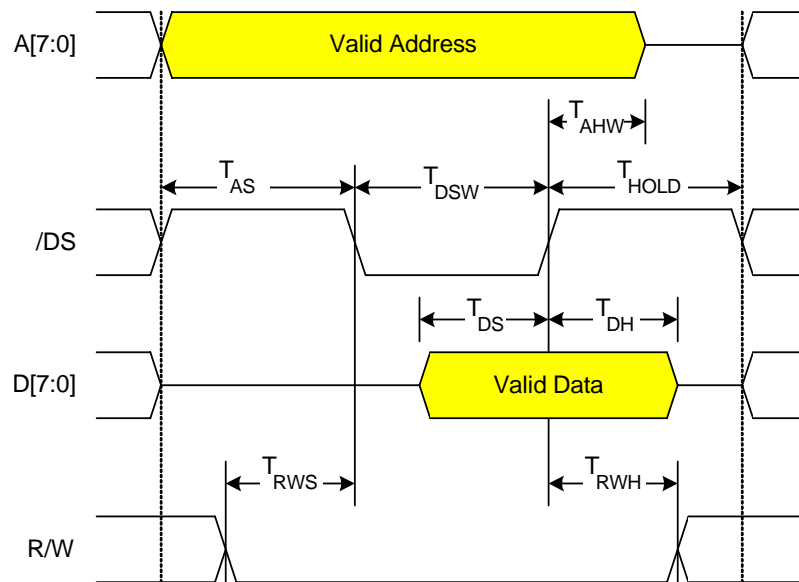 A[7:0]
Valid Address
TAHW
TAS
TDSW
THOLD
/DS
TDS
TDH
D[7:0]
Valid Data
TRWS
TRWH
R/W